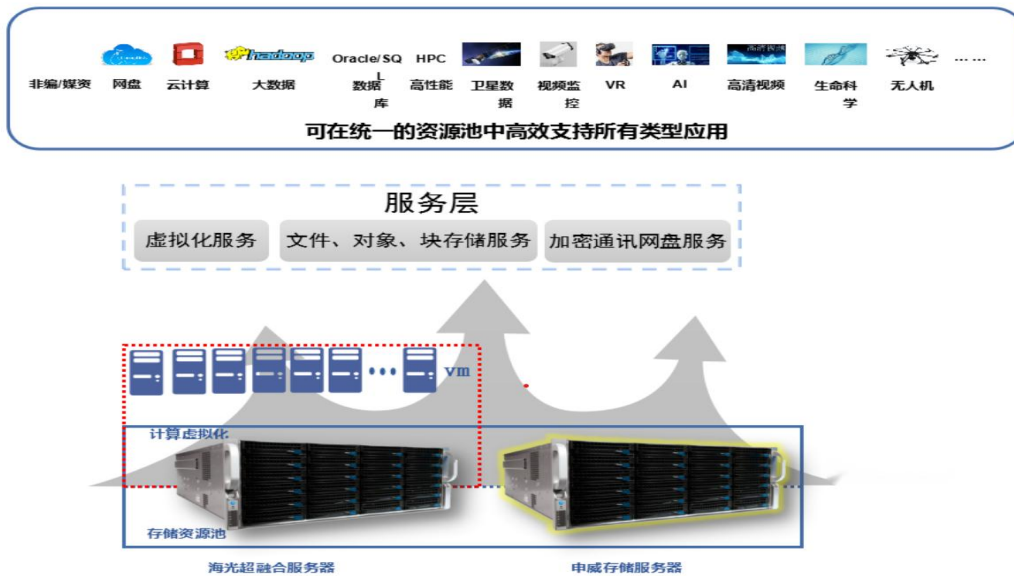 hadoop
Oracle/SQL HPC
非编/媒资 网盘 云计算 大数据 数据库 高性能 卫星数据 视频监控 VR AI 高清视频 生命科学 无人机 … …
可在统一的资源池中高效支持所有类型应用
服务层
虚拟化服务 文件、对象、块存储服务 加密通讯网盘服务
vm
计算虚拟化
存储资源池
海光超融合服务器 申威存储服务器